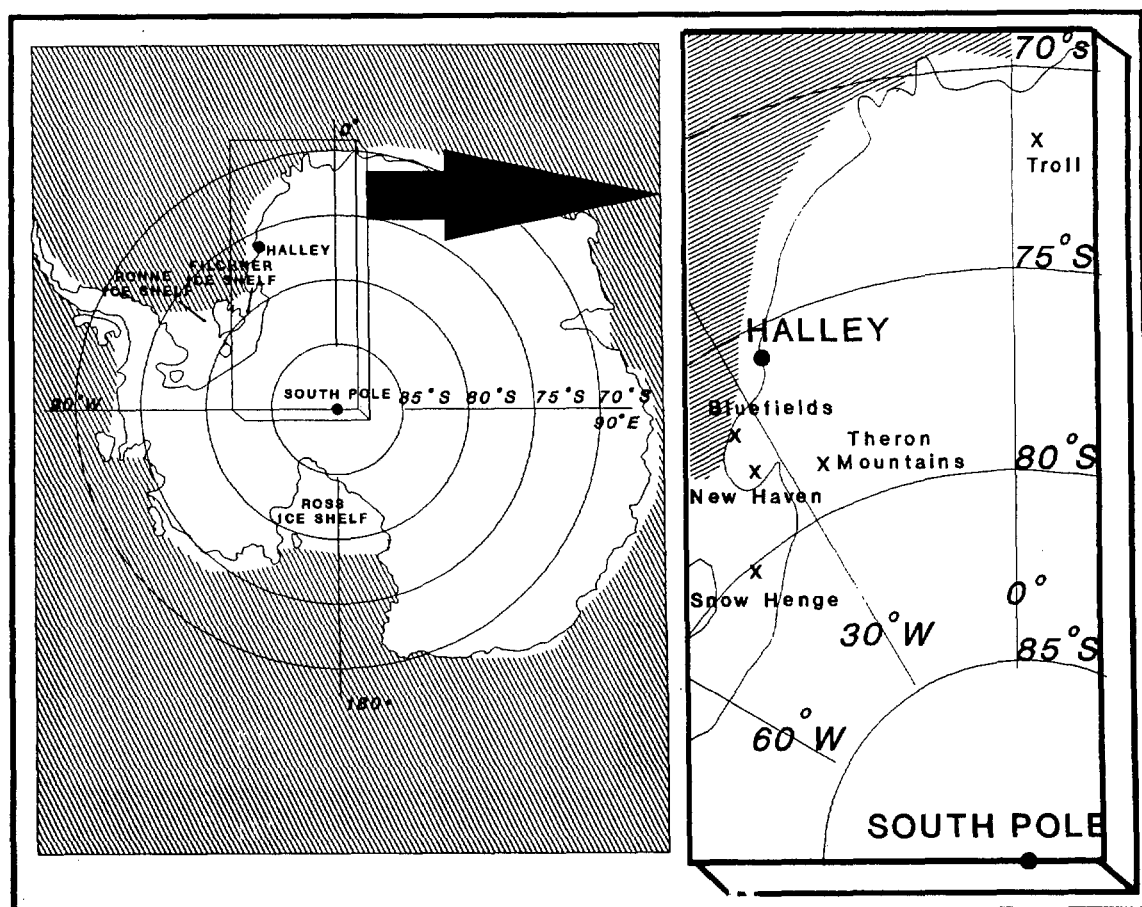 0°
HALLEY
RONNE
ICE SHELF
FILCHNER
ICE SHELF
SOUTH POLE
85°S
80°S
75°S
70°S
90°W
90°E
ROSS
ICE SHELF
180°
70°s
X
Troll
75°S
HALLEY
Bluefields
X
Theron
X Mountains
80°S
X
New Haven
X
Snow Henge
0°
30°W
85°S
60°W
SOUTH POLE